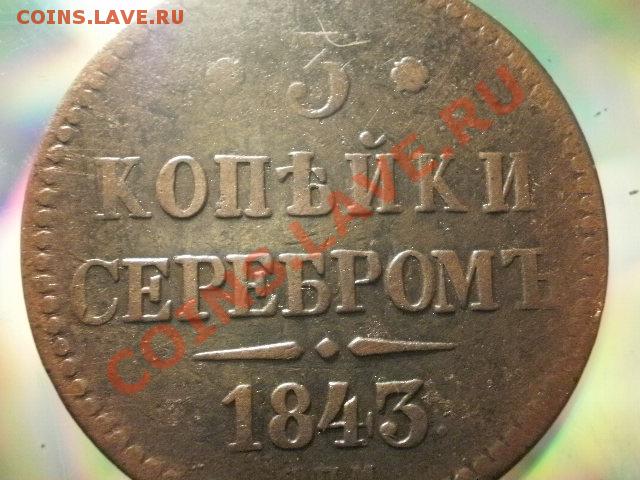 COINS.LAVE.RU
3
КОПѢЙКИ
СЕРЕБРОМЪ
1843
COINS.LAVE.RU